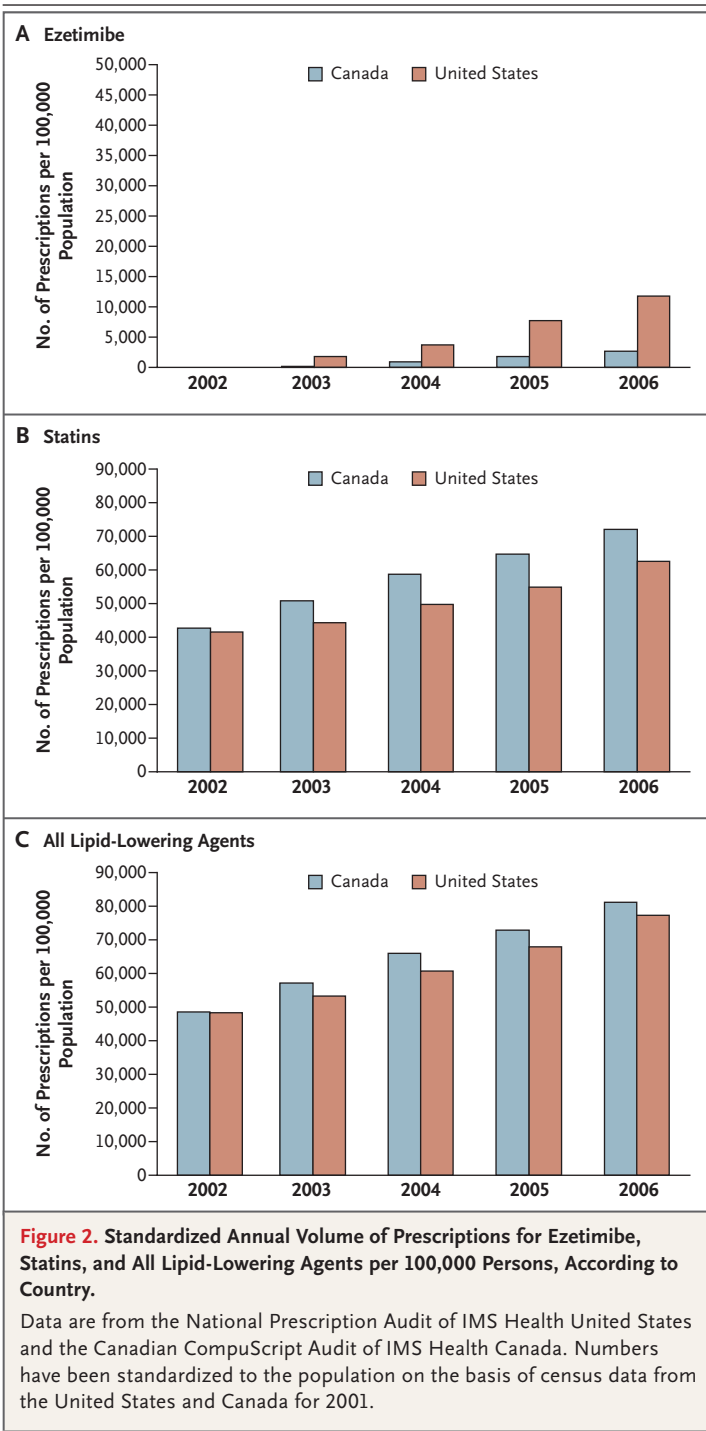 A Ezetimibe
50,000
45,000
40,000
35,000
30,000
25,000
20,000
15,000
10,000
5,000
0
No. of Prescriptions per 100,000
Population
Canada United States
2002 2003 2004 2005 2006
B Statins
90,000
80,000
70,000
60,000
50,000
40,000
30,000
20,000
10,000
0
No. of Prescriptions per 100,000
Population
Canada United States
2002 2003 2004 2005 2006
C All Lipid-Lowering Agents
90,000
80,000
70,000
60,000
50,000
40,000
30,000
20,000
10,000
0
No. of Prescriptions per 100,000
Population
Canada United States
2002 2003 2004 2005 2006
Figure 2. Standardized Annual Volume of Prescriptions for Ezetimibe,
Statins, and All Lipid-Lowering Agents per 100,000 Persons, According to
Country.
Data are from the National Prescription Audit of IMS Health United States
and the Canadian CompuScript Audit of IMS Health Canada. Numbers
have been standardized to the population on the basis of census data from
the United States and Canada for 2001.